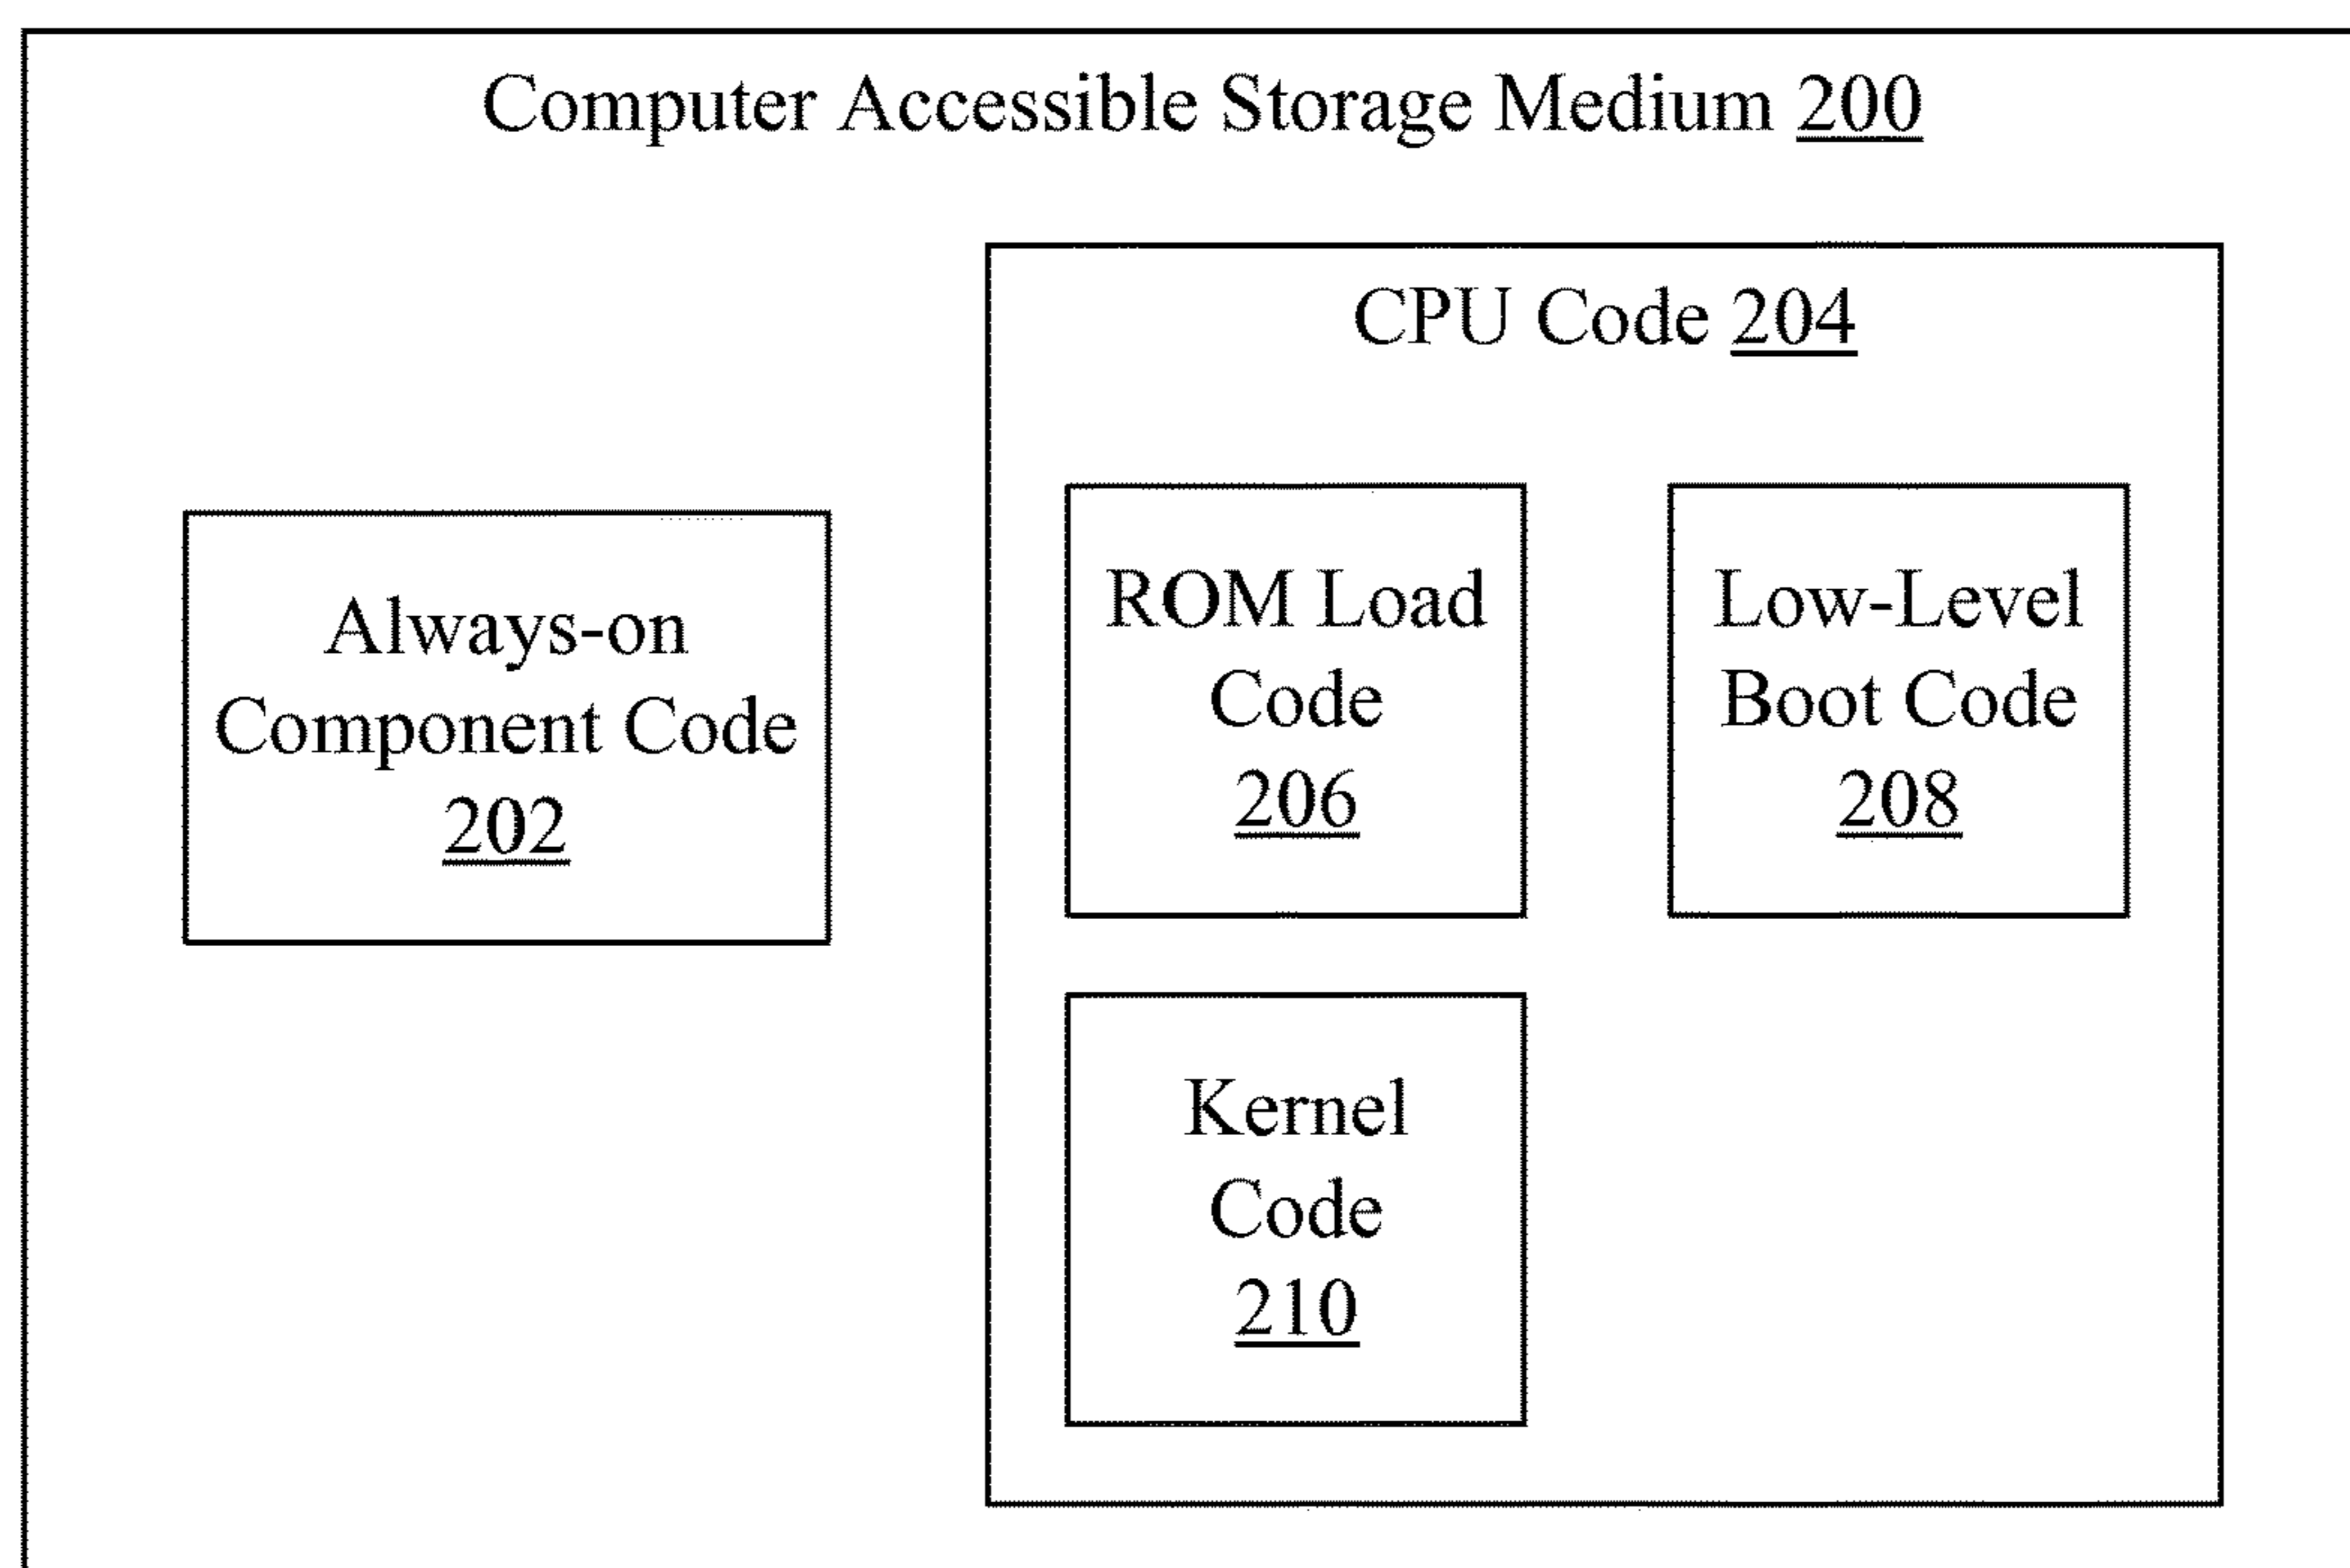 Computer Accessible Storage Medium 200
CPU Code 204
Always-on
Component Code
202
ROM Load
Code
206
Low-Level
Boot Code
208
Kernel
Code
210